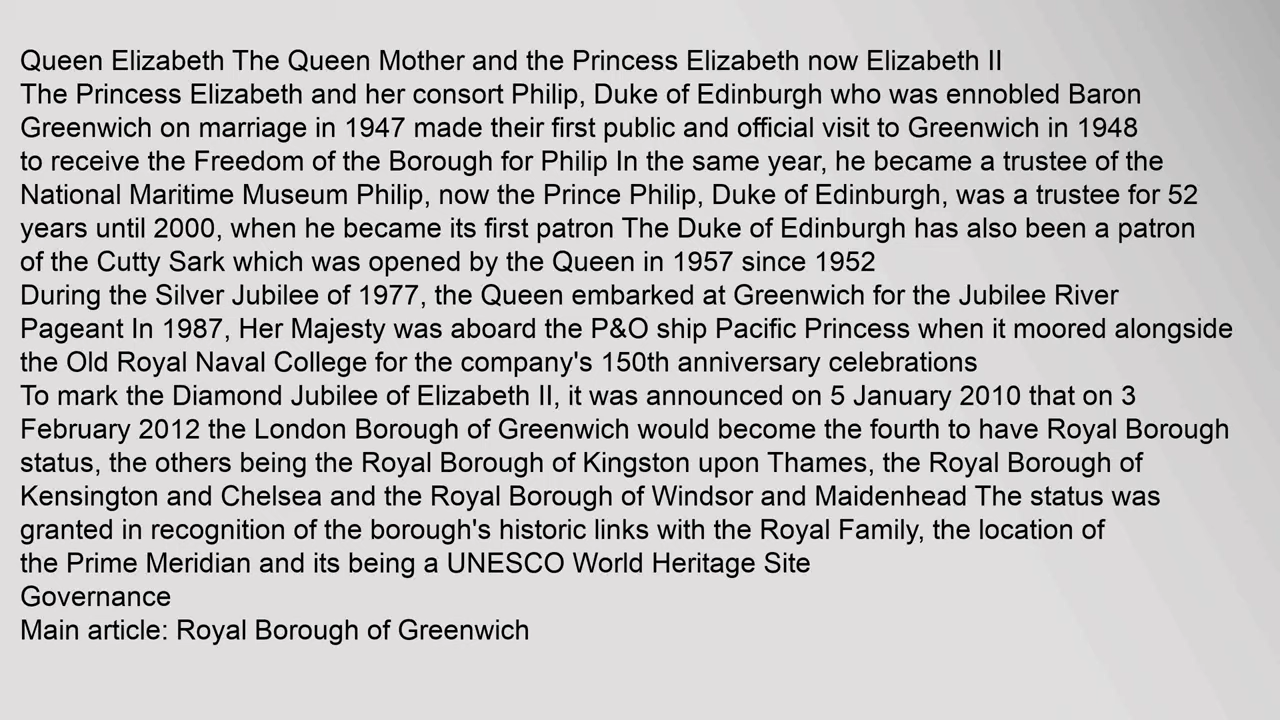 Queen Elizabeth The Queen Mother and the Princess Elizabeth now Elizabeth II
The Princess Elizabeth and her consort Philip, Duke of Edinburgh who was ennobled Baron
Greenwich on marriage in 1947 made their first public and official visit to Greenwich in 1948
to receive the Freedom of the Borough for Philip In the same year, he became a trustee of the
National Maritime Museum Philip, now the Prince Philip, Duke of Edinburgh, was a trustee for 52
years until 2000, when he became its first patron The Duke of Edinburgh has also been a patron
of the Cutty Sark which was opened by the Queen in 1957 since 1952
During the Silver Jubilee of 1977, the Queen embarked at Greenwich for the Jubilee River
Pageant In 1987, Her Majesty was aboard the P&O ship Pacific Princess when it moored alongside
the Old Royal Naval College for the company's 150th anniversary celebrations
To mark the Diamond Jubilee of Elizabeth II, it was announced on 5 January 2010 that on 3
February 2012 the London Borough of Greenwich would become the fourth to have Royal Borough
status, the others being the Royal Borough of Kingston upon Thames, the Royal Borough of
Kensington and Chelsea and the Royal Borough of Windsor and Maidenhead The status was
granted in recognition of the borough's historic links with the Royal Family, the location of
the Prime Meridian and its being a UNESCO World Heritage Site
Governance
Main article: Royal Borough of Greenwich